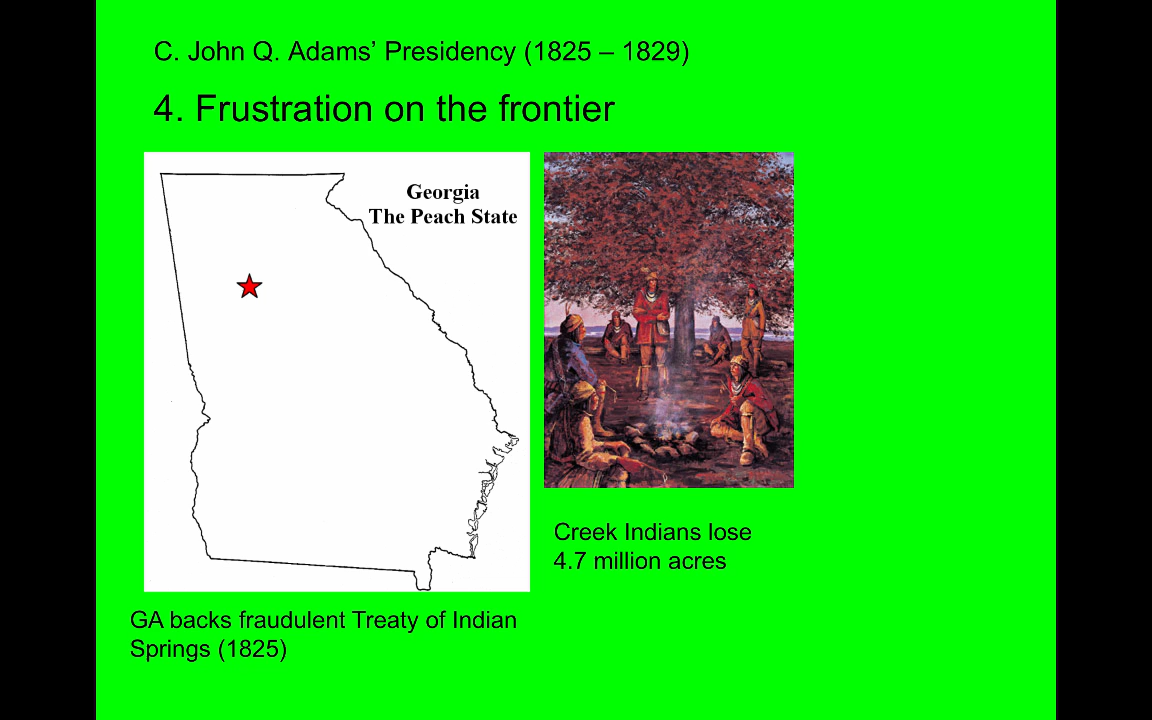 C. John Q. Adams’ Presidency (1825 – 1829)
4. Frustration on the frontier
Georgia
The Peach State
Creek Indians lose
4.7 million acres
GA backs fraudulent Treaty of Indian
Springs (1825)